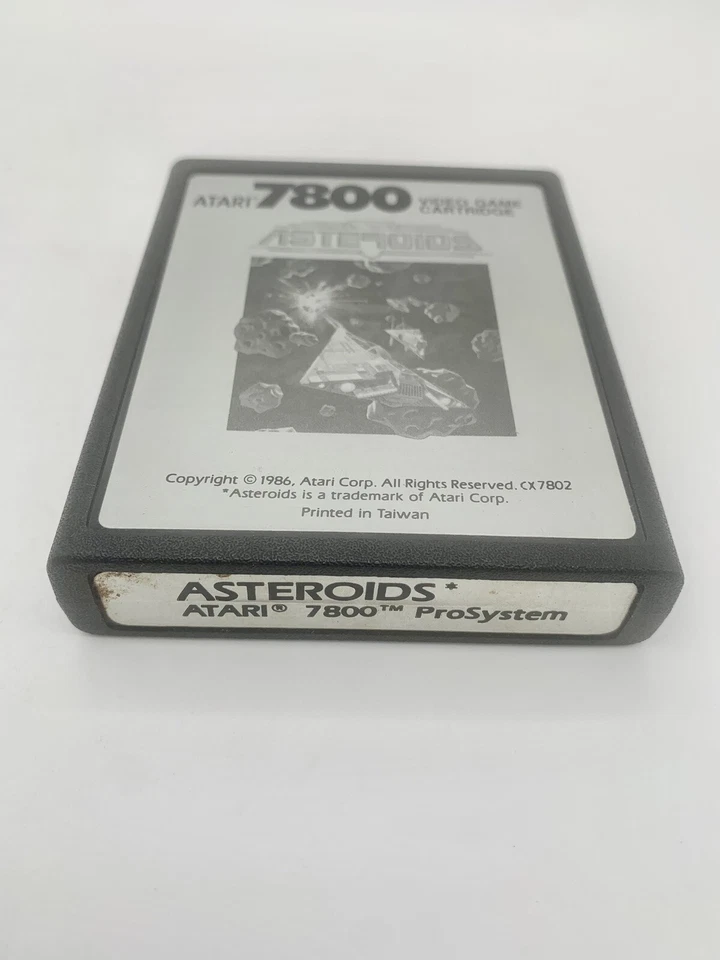 ATARI® 7800 VIDEO GAME CARTRIDGE
ASTEROIDS
Copyright © 1986, Atari Corp. All Rights Reserved. CX7802
*Asteroids is a trademark of Atari Corp.
Printed in Taiwan
ASTEROIDS*
ATARI® 7800™ ProSystem